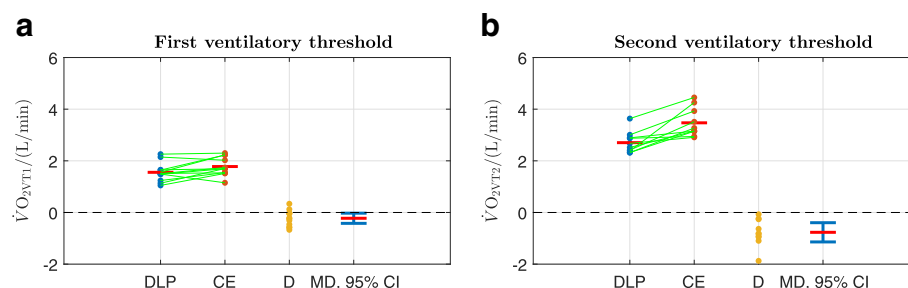 a
First ventilatory threshold
V̇O2VT1/(L/min)
6
4
2
0
-2
DLP CE D MD. 95% CI
b
Second ventilatory threshold
V̇O2VT2/(L/min)
6
4
2
0
-2
DLP CE D MD. 95% CI